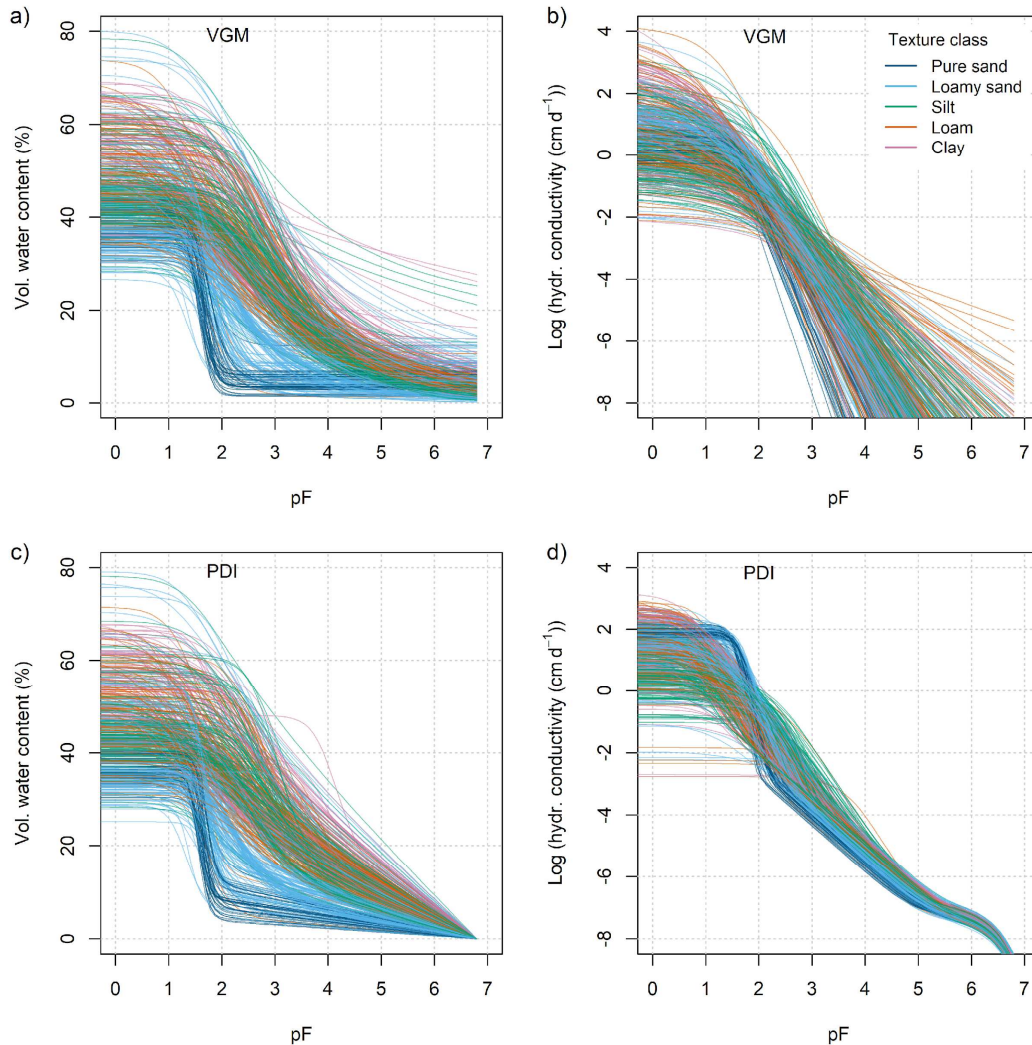 a)
VGM
Vol. water content (%)
80
60
40
20
0
0 1 2 3 4 5 6 7
pF
b)
VGM
Texture class
Pure sand
Loamy sand
Silt
Loam
Clay
Log (hydr. conductivity (cm d⁻¹))
4
2
0
-2
-4
-6
-8
0 1 2 3 4 5 6 7
pF
c)
PDI
Vol. water content (%)
80
60
40
20
0
0 1 2 3 4 5 6 7
pF
d)
PDI
Log (hydr. conductivity (cm d⁻¹))
4
2
0
-2
-4
-6
-8
0 1 2 3 4 5 6 7
pF